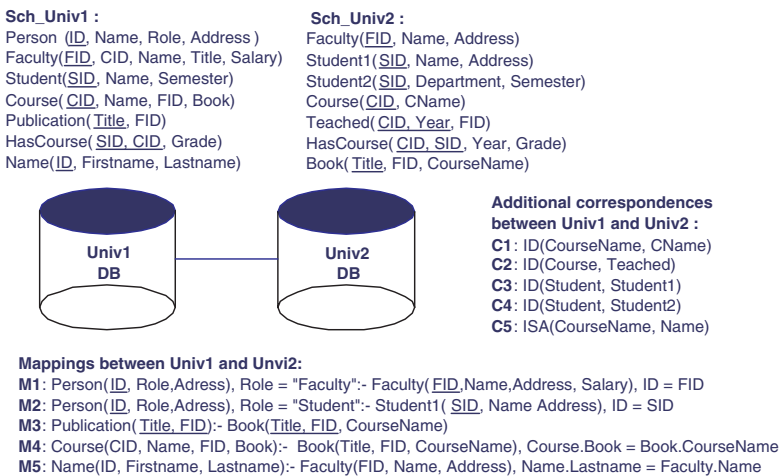 Sch_Univ1 :
Person (ID, Name, Role, Address )
Faculty(FID, CID, Name, Title, Salary)
Student(SID, Name, Semester)
Course( CID, Name, FID, Book)
Publication(Title, FID)
HasCourse( SID, CID, Grade)
Name(ID, Firstname, Lastname)
Sch_Univ2 :
Faculty(FID, Name, Address)
Student1(SID, Name, Address)
Student2(SID, Department, Semester)
Course(CID, CName)
Teached( CID, Year, FID)
HasCourse( CID, SID, Year, Grade)
Book( Title, FID, CourseName)
Univ1
DB
Univ2
DB
Additional correspondences
between Univ1 and Univ2 :
C1: ID(CourseName, CName)
C2: ID(Course, Teached)
C3: ID(Student, Student1)
C4: ID(Student, Student2)
C5: ISA(CourseName, Name)
Mappings between Univ1 and Unvi2:
M1: Person(ID, Role,Adress), Role = "Faculty":- Faculty( FID,Name,Address, Salary), ID = FID
M2: Person(ID, Role,Adress), Role = "Student":- Student1( SID, Name Address), ID = SID
M3: Publication( Title, FID):- Book(Title, FID, CourseName)
M4: Course(CID, Name, FID, Book):- Book(Title, FID, CourseName), Course.Book = Book.CourseName
M5: Name(ID, Firstname, Lastname):- Faculty(FID, Name, Address), Name.Lastname = Faculty.Name